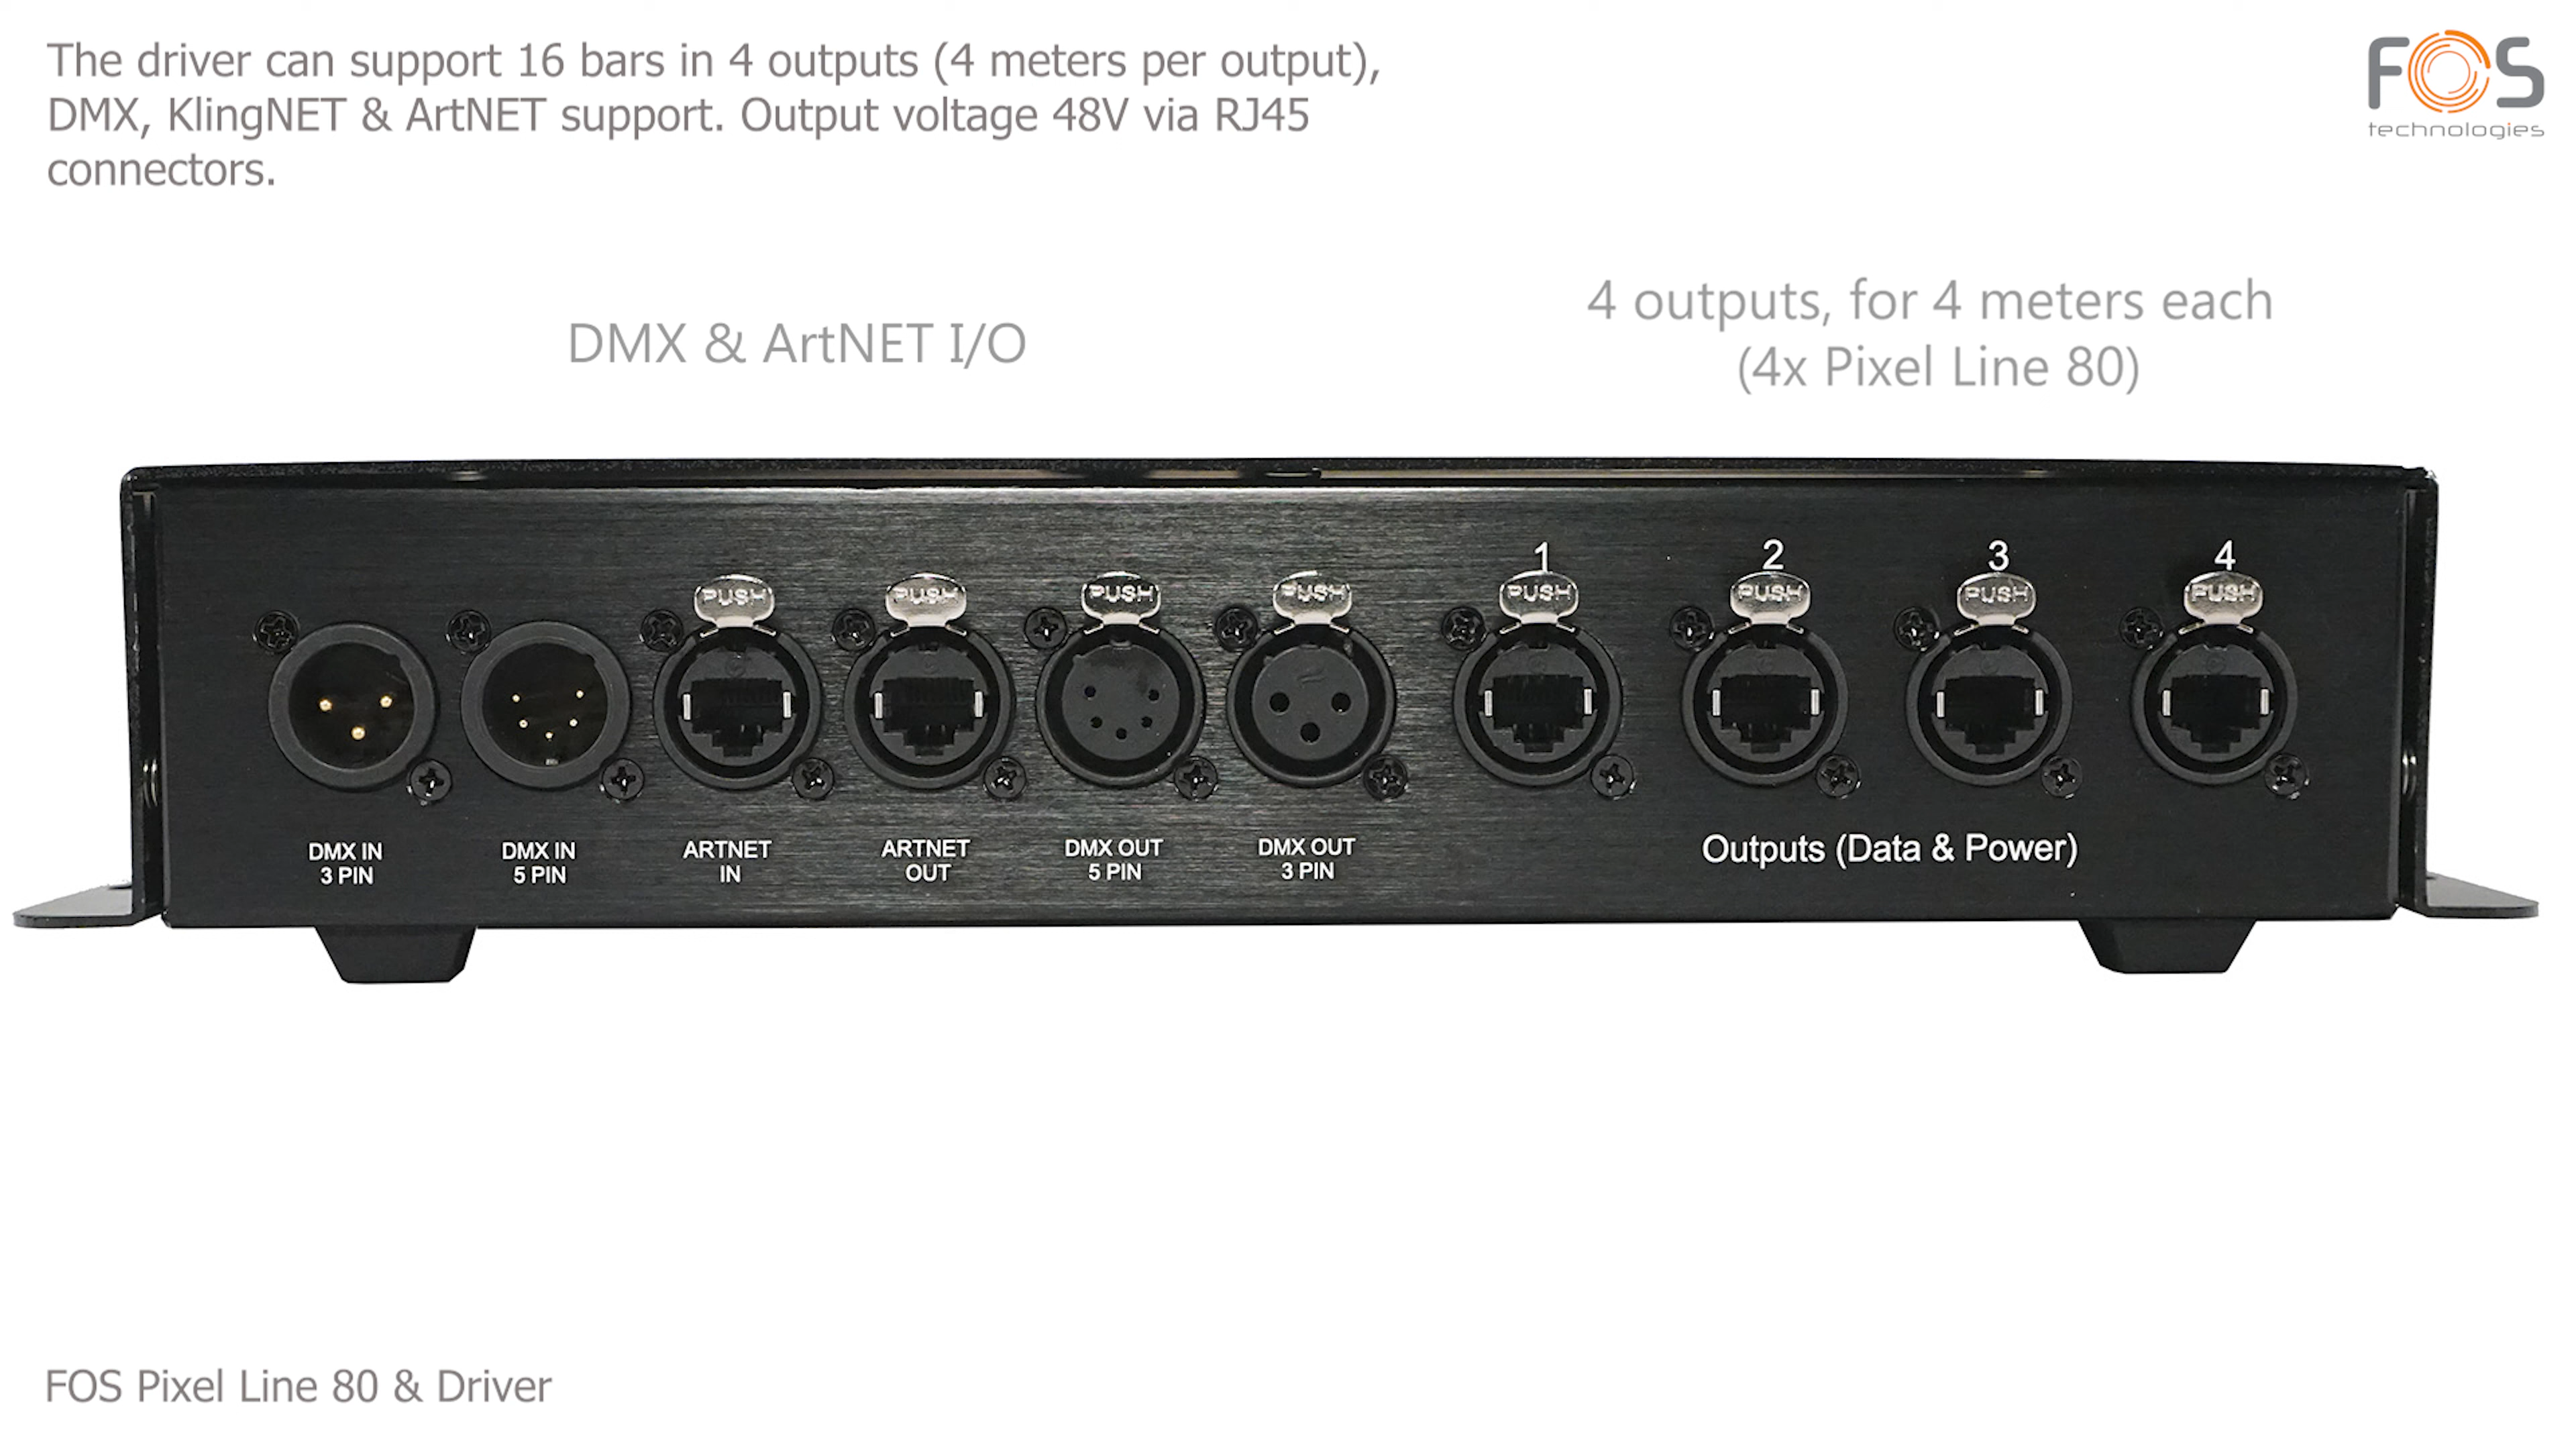 The driver can support 16 bars in 4 outputs (4 meters per output),
DMX, KlingNET & ArtNET support. Output voltage 48V via RJ45
connectors.
FOS
technologies
DMX & ArtNET I/O
4 outputs, for 4 meters each
(4x Pixel Line 80)
1 2 3 4
PUSH PUSH PUSH PUSH PUSH PUSH PUSH PUSH
DMX IN
3 PIN
DMX IN
5 PIN
ARTNET
IN
ARTNET
OUT
DMX OUT
5 PIN
DMX OUT
3 PIN
Outputs (Data & Power)
FOS Pixel Line 80 & Driver